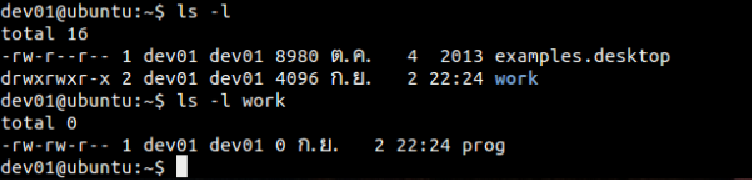 dev01@ubuntu:~$ ls -l
total 16
-rw-r--r-- 1 dev01 dev01 8980 ต.ค.   4  2013 examples.desktop
drwxrwxr-x 2 dev01 dev01 4096 ก.ย.   2 22:24 work
dev01@ubuntu:~$ ls -l work
total 0
-rw-rw-r-- 1 dev01 dev01 0 ก.ย.   2 22:24 prog
dev01@ubuntu:~$